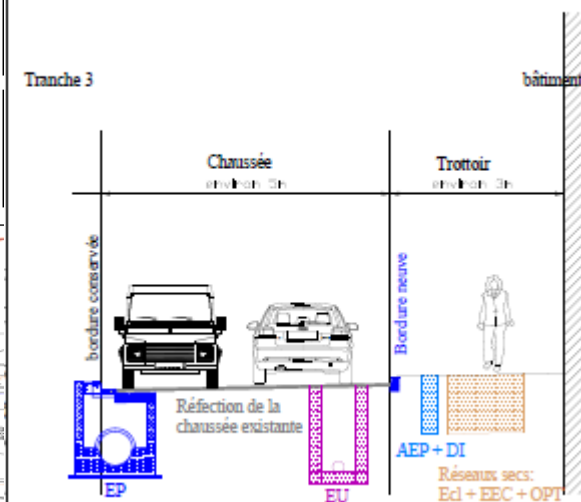 Tranche 3
bâtiment
Chaussée
environ 5m
Trottoir
environ 3m
bordure conservée
Bordure neuve
Réfection de la
chaussée existante
AEP + DI
Réseaux secs:
Ecl + EEC + OPT
EP
EU